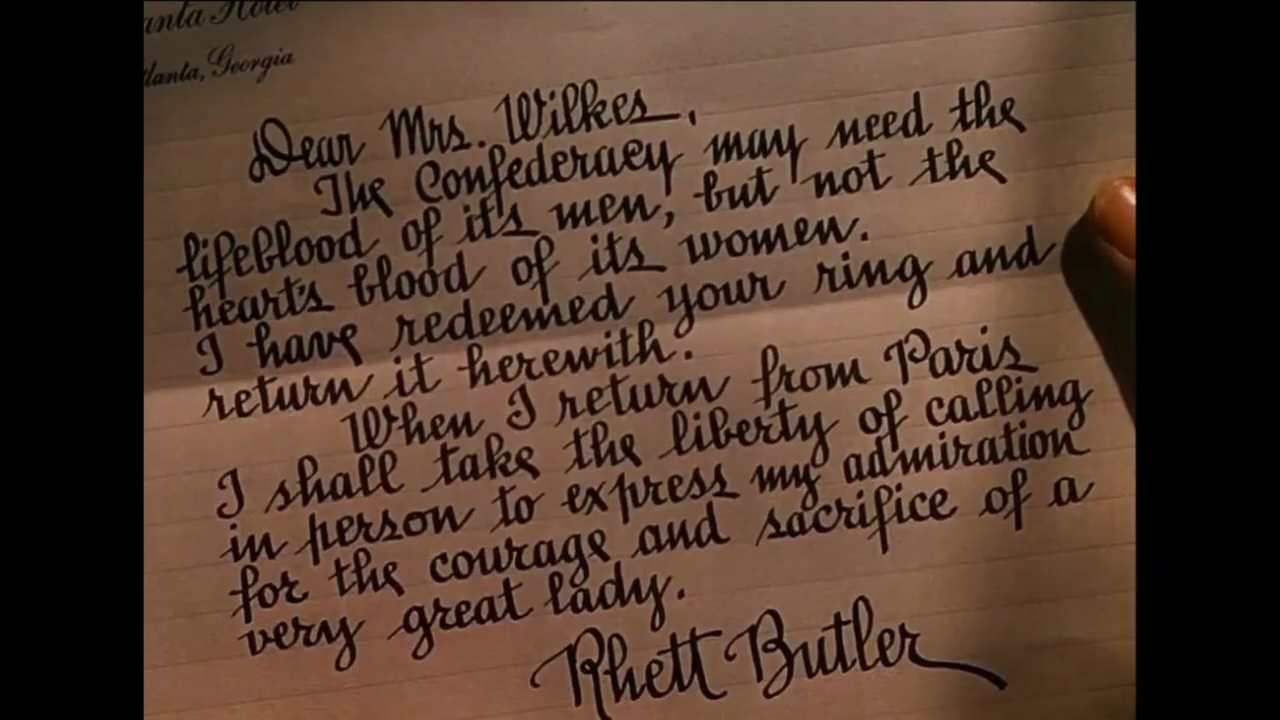 anta Hotel
tlanta, Georgia
Dear Mrs. Wilkes,
The Confederacy may need the
lifeblood of its men, but not the
heart's blood of its women.
I have redeemed your ring and
return it herewith.
When I return from Paris
I shall take the liberty of calling
in person to express my admiration
for the courage and sacrifice of a
very great lady.
Rhett Butler